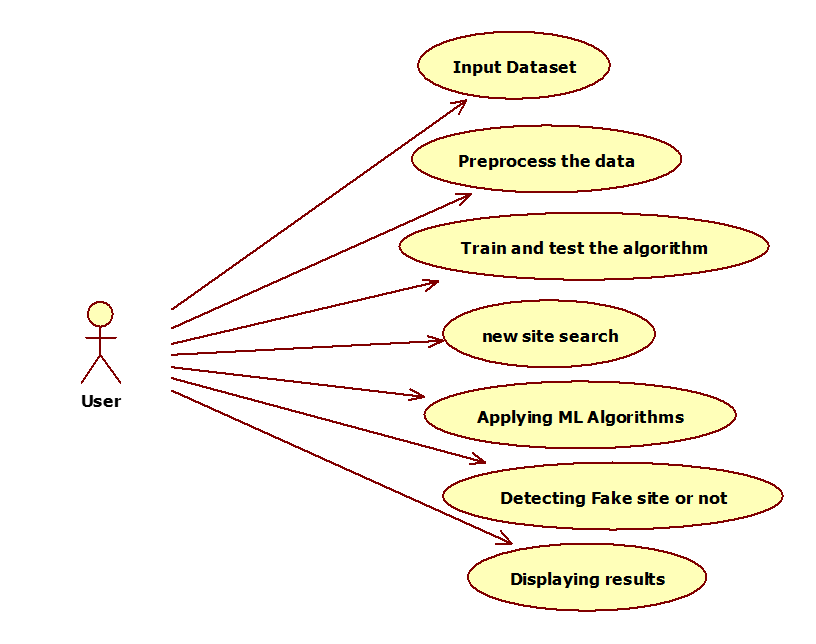 Input Dataset
Preprocess the data
Train and test the algorithm
new site search
User
Applying ML Algorithms
Detecting Fake site or not
Displaying results